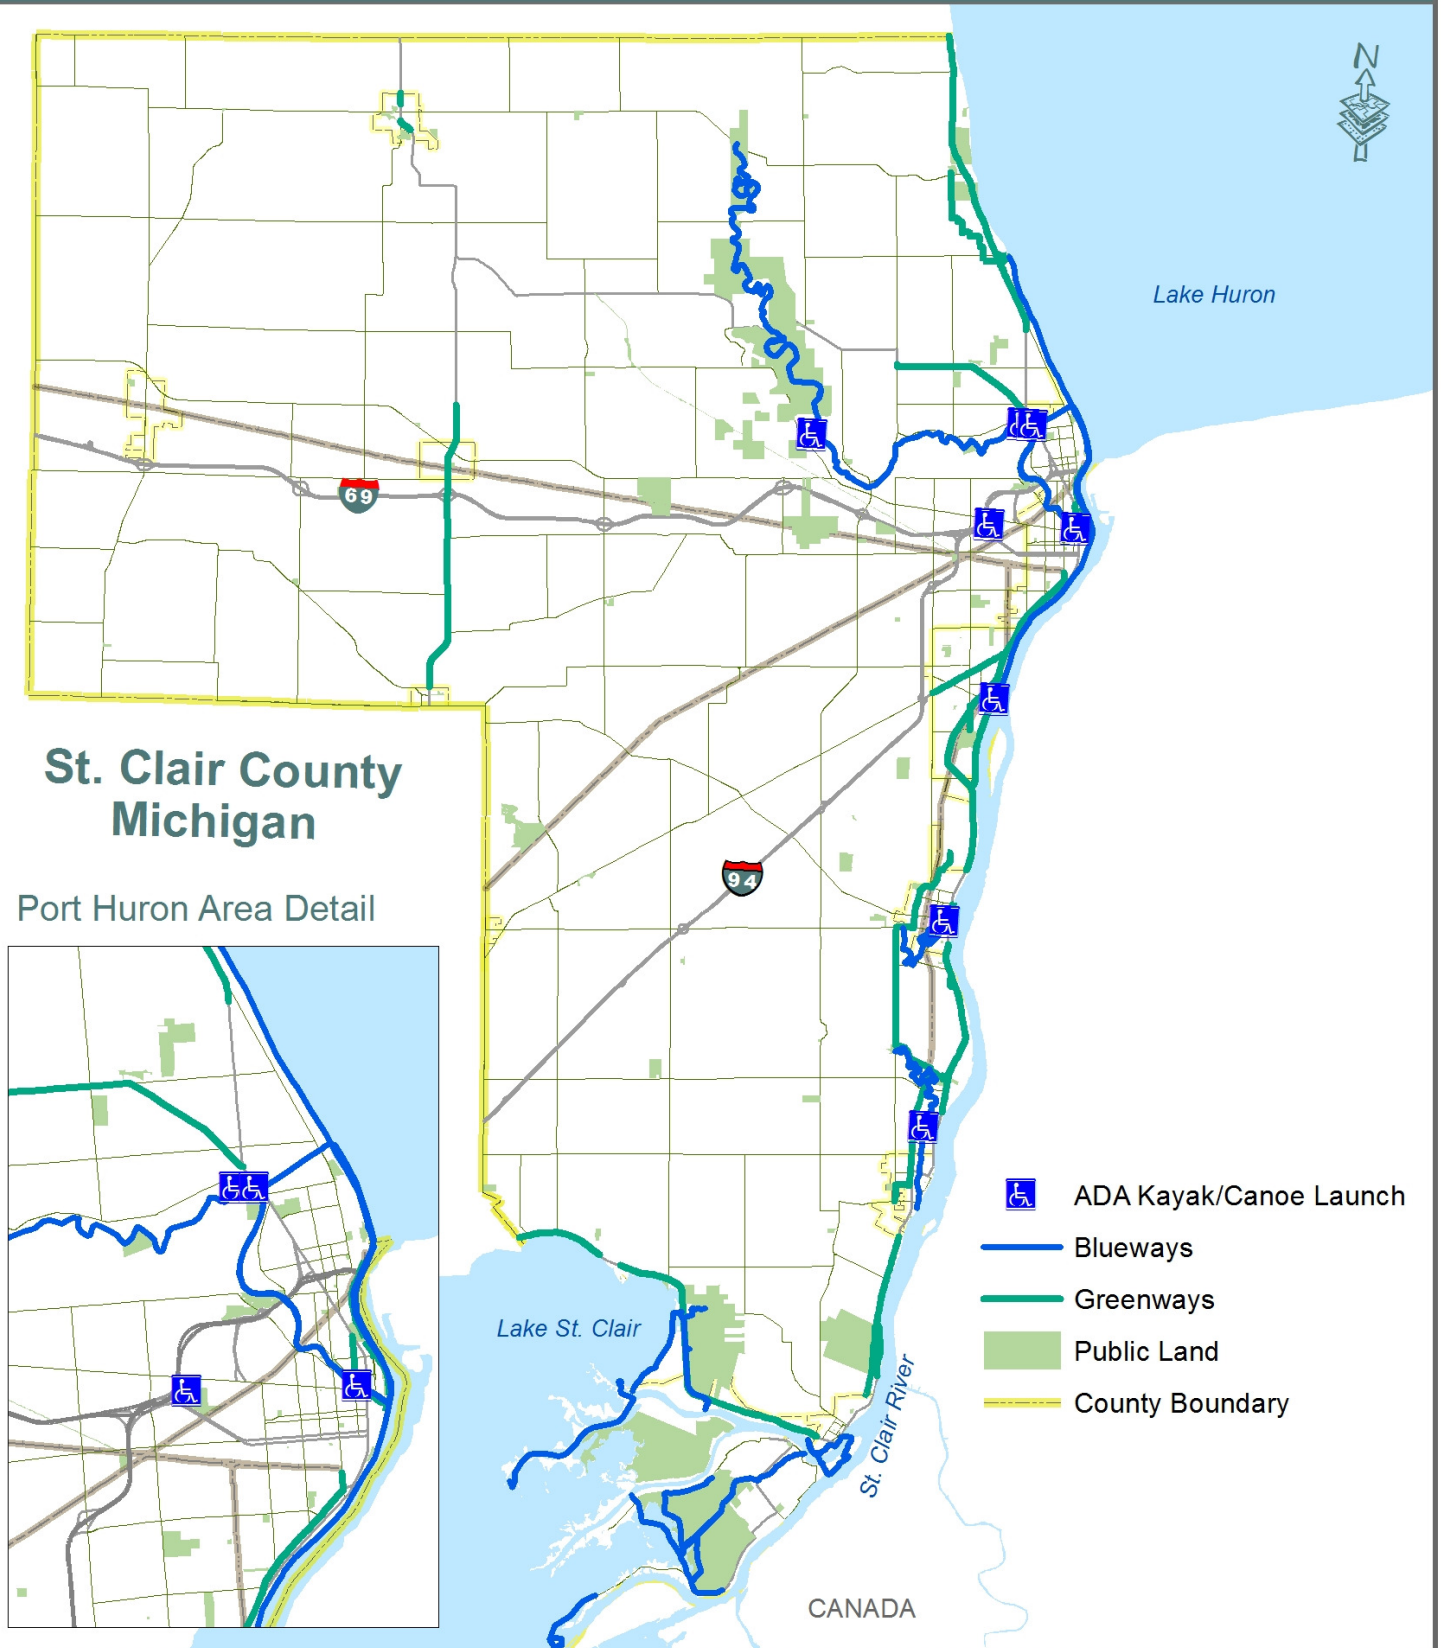 N
Lake Huron
69
St. Clair County
Michigan
94
Port Huron Area Detail
ADA Kayak/Canoe Launch
Blueways
Greenways
Public Land
County Boundary
Lake St. Clair
St. Clair River
CANADA